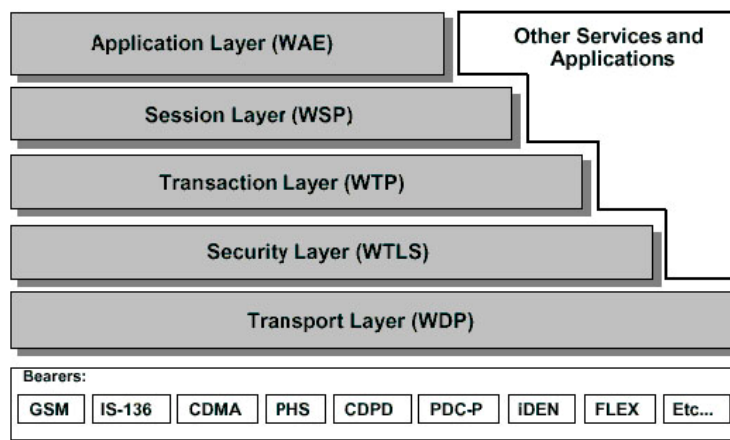 Application Layer (WAE)
Other Services and
Applications
Session Layer (WSP)
Transaction Layer (WTP)
Security Layer (WTLS)
Transport Layer (WDP)
Bearers:
GSM
IS-136
CDMA
PHS
CDPD
PDC-P
iDEN
FLEX
Etc...